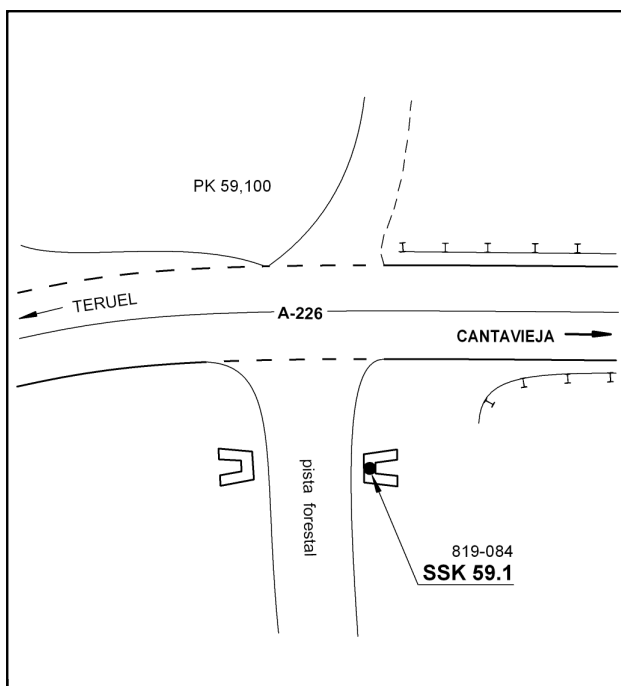 PK 59,100
TERUEL
A-226
CANTAVIEJA
pista forestal
819-084
SSK 59.1